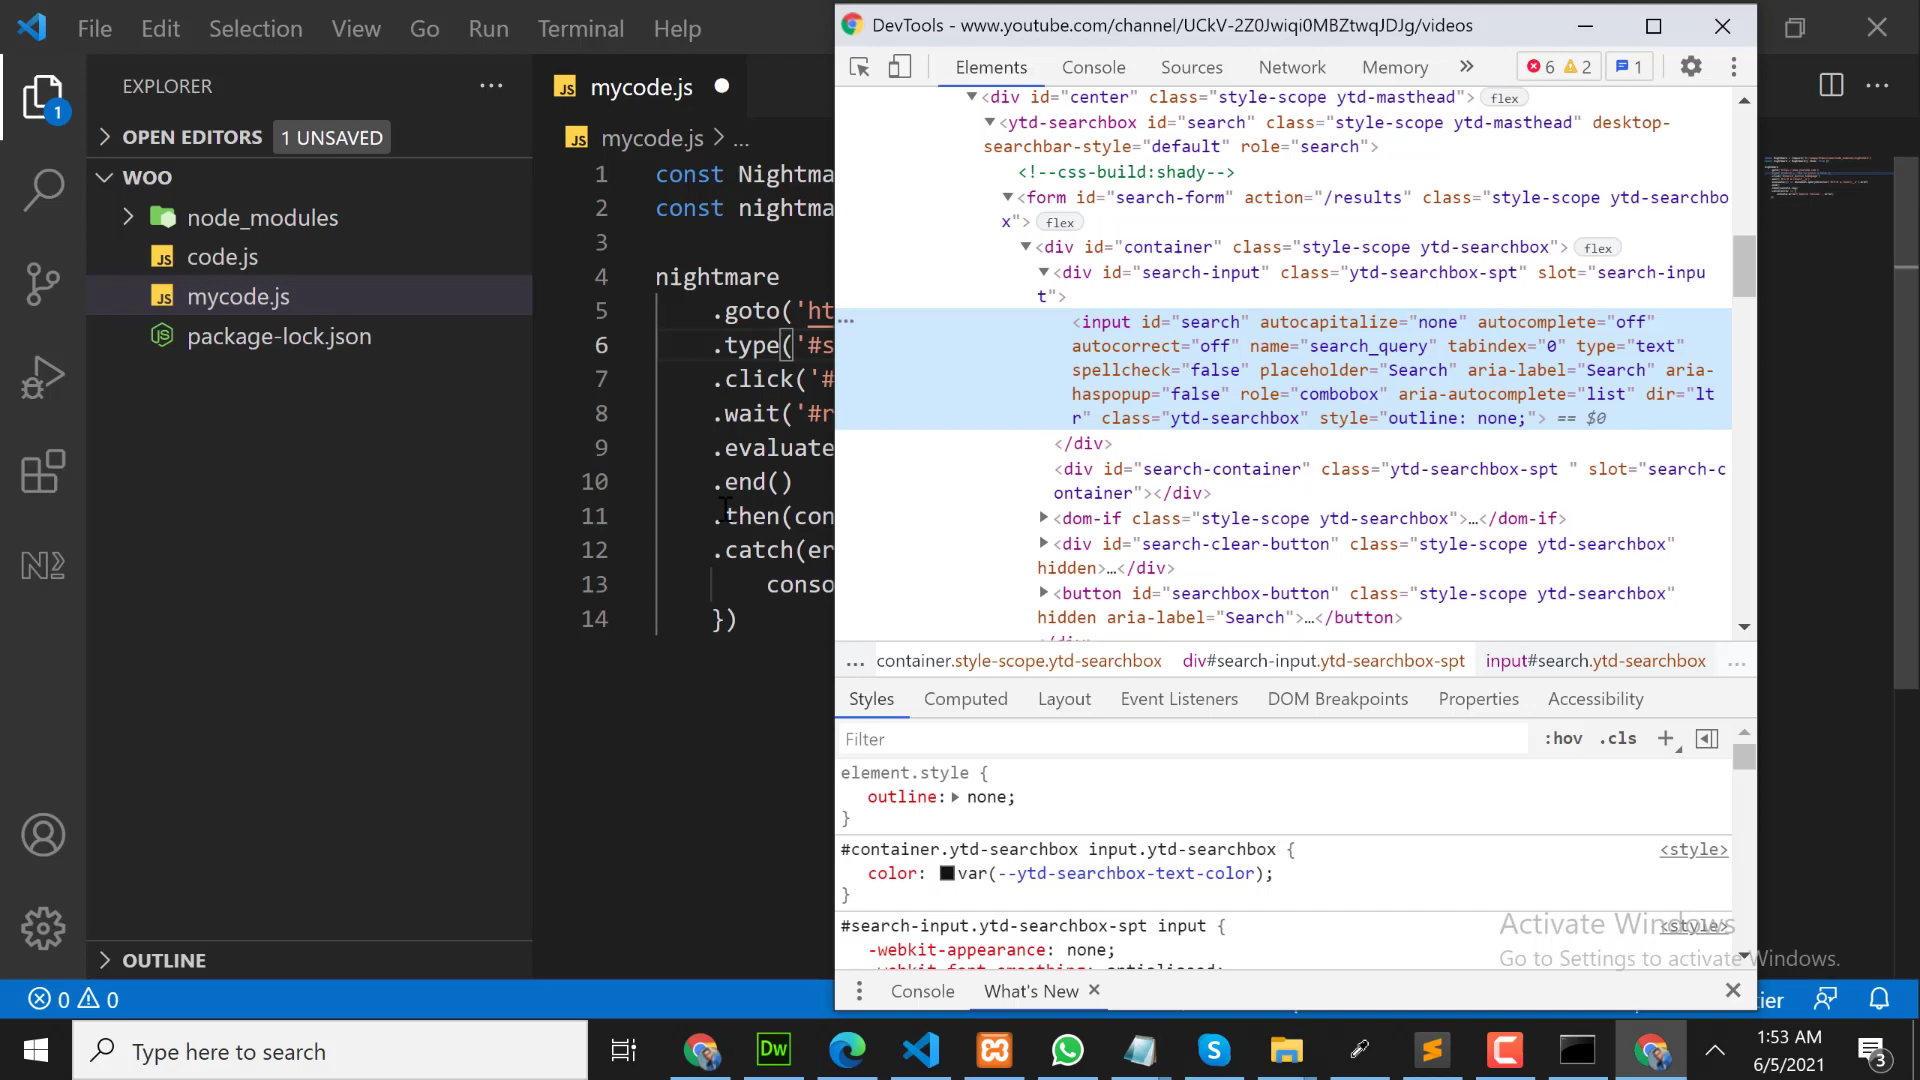 File Edit Selection View Go Run Terminal Help
EXPLORER
OPEN EDITORS 1 UNSAVED
WOO
node_modules
code.js
mycode.js
package-lock.json
OUTLINE
1
mycode.js
mycode.js > ...
1 const Nightma
2 const nightma
3
4 nightmare
5 .goto('ht
6 .type('#s
7 .click('#
8 .wait('#r
9 .evaluate
10 .end()
11 .then(con
12 .catch(er
13 conso
14 })
DevTools - www.youtube.com/channel/UCkV-2Z0Jwiqi0MBZtwqJDJg/videos
Elements Console Sources Network Memory » 6 2 1
<div id="center" class="style-scope ytd-masthead"> flex
<ytd-searchbox id="search" class="style-scope ytd-masthead" desktop-
searchbar-style="default" role="search">
<!--css-build:shady-->
<form id="search-form" action="/results" class="style-scope ytd-searchbo
x"> flex
<div id="container" class="style-scope ytd-searchbox"> flex
<div id="search-input" class="ytd-searchbox-spt" slot="search-inpu
t">
<input id="search" autocapitalize="none" autocomplete="off"
autocorrect="off" name="search_query" tabindex="0" type="text"
spellcheck="false" placeholder="Search" aria-label="Search" aria-
haspopup="false" role="combobox" aria-autocomplete="list" dir="lt
r" class="ytd-searchbox" style="outline: none;"> == $0
</div>
<div id="search-container" class="ytd-searchbox-spt " slot="search-c
ontainer"></div>
<dom-if class="style-scope ytd-searchbox">…</dom-if>
<div id="search-clear-button" class="style-scope ytd-searchbox"
hidden>…</div>
<button id="searchbox-button" class="style-scope ytd-searchbox"
hidden aria-label="Search">…</button>
... container.style-scope.ytd-searchbox div#search-input.ytd-searchbox-spt input#search.ytd-searchbox ...
Styles Computed Layout Event Listeners DOM Breakpoints Properties Accessibility
Filter :hov .cls +
element.style {
outline: none;
}
#container.ytd-searchbox input.ytd-searchbox { <style>
color: var(--ytd-searchbox-text-color);
}
#search-input.ytd-searchbox-spt input { <style>
-webkit-appearance: none;
Console What's New
Activate Windows
Go to Settings to activate Windows.
0 0
tier
Type here to search
Dw
1:53 AM
6/5/2021
3